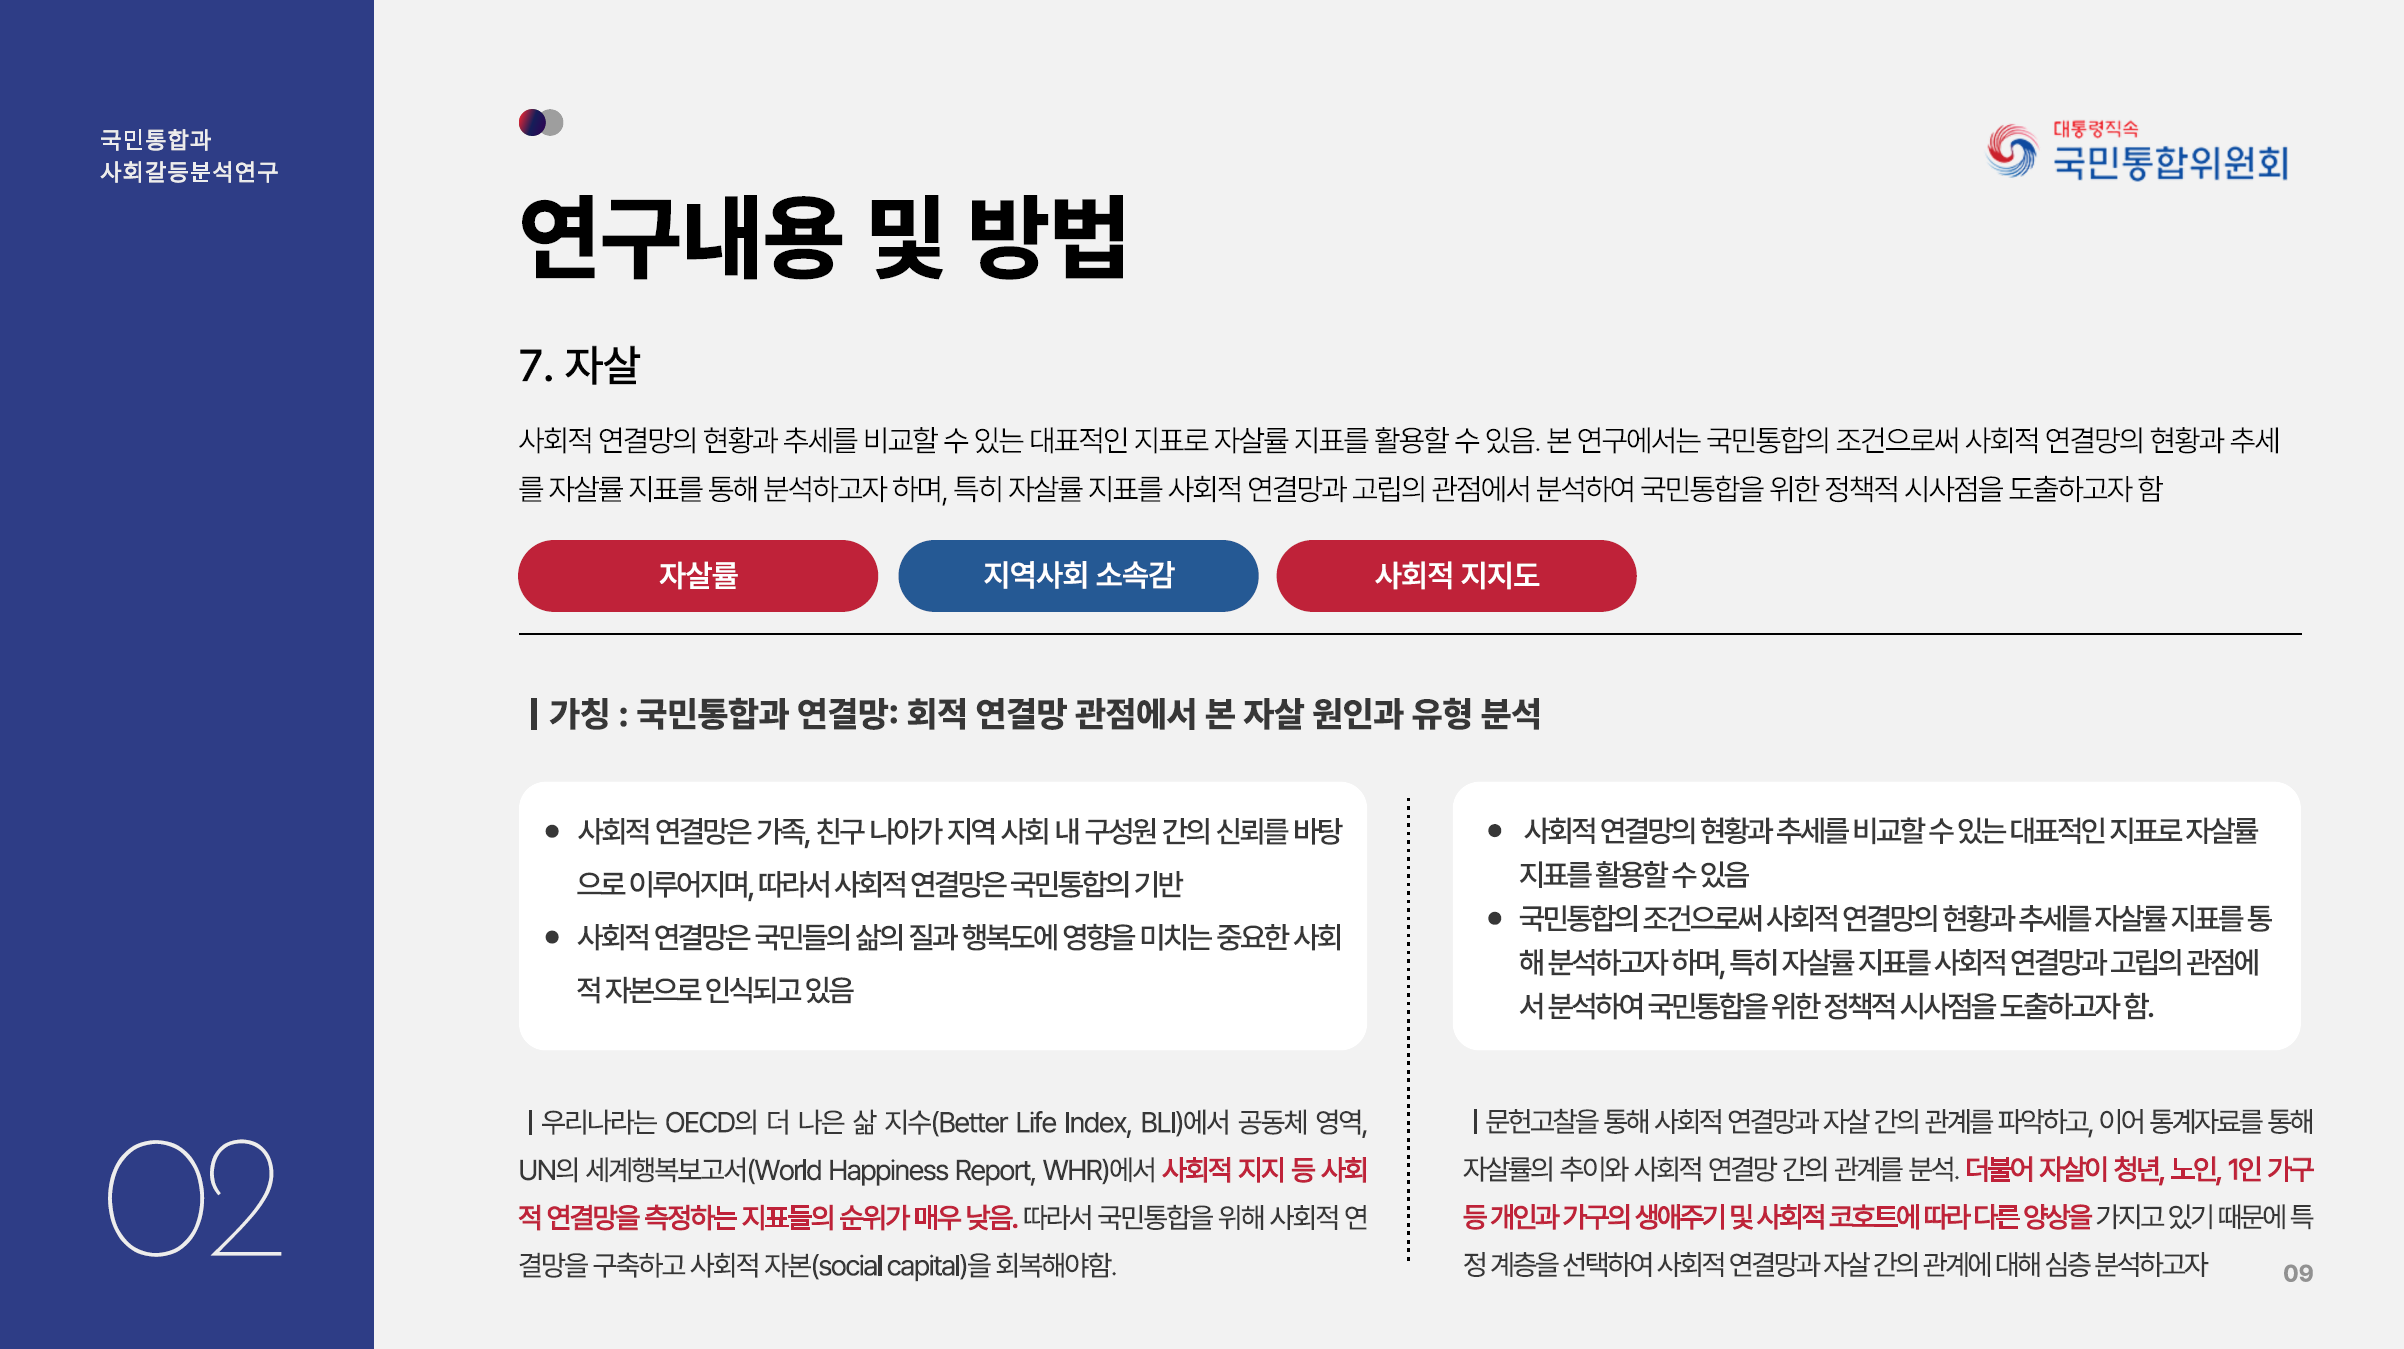 국민통합과
사회갈등분석연구
대통령직속
국민통합위원회
연구내용 및 방법
7. 자살
사회적 연결망의 현황과 추세를 비교할 수 있는 대표적인 지표로 자살률 지표를 활용할 수 있음. 본 연구에서는 국민통합의 조건으로써 사회적 연결망의 현황과 추세
를 자살률 지표를 통해 분석하고자 하며, 특히 자살률 지표를 사회적 연결망과 고립의 관점에서 분석하여 국민통합을 위한 정책적 시사점을 도출하고자 함
자살률
지역사회 소속감
사회적 지지도
┃가칭 : 국민통합과 연결망: 회적 연결망 관점에서 본 자살 원인과 유형 분석
● 사회적 연결망은 가족, 친구 나아가 지역 사회 내 구성원 간의 신뢰를 바탕
으로 이루어지며, 따라서 사회적 연결망은 국민통합의 기반
● 사회적 연결망은 국민들의 삶의 질과 행복도에 영향을 미치는 중요한 사회
적 자본으로 인식되고 있음
┃우리나라는 OECD의 더 나은 삶 지수(Better Life Index, BLI)에서 공동체 영역,
UN의 세계행복보고서(World Happiness Report, WHR)에서 사회적 지지 등 사회
적 연결망을 측정하는 지표들의 순위가 매우 낮음. 따라서 국민통합을 위해 사회적 연
결망을 구축하고 사회적 자본(social capital)을 회복해야함.
● 사회적 연결망의 현황과 추세를 비교할 수 있는 대표적인 지표로 자살률
지표를 활용할 수 있음
● 국민통합의 조건으로써 사회적 연결망의 현황과 추세를 자살률 지표를 통
해 분석하고자 하며, 특히 자살률 지표를 사회적 연결망과 고립의 관점에
서 분석하여 국민통합을 위한 정책적 시사점을 도출하고자 함.
┃문헌고찰을 통해 사회적 연결망과 자살 간의 관계를 파악하고, 이어 통계자료를 통해
자살률의 추이와 사회적 연결망 간의 관계를 분석. 더불어 자살이 청년, 노인, 1인 가구
등 개인과 가구의 생애주기 및 사회적 코호트에 따라 다른 양상을 가지고 있기 때문에 특
정 계층을 선택하여 사회적 연결망과 자살 간의 관계에 대해 심층 분석하고자
02
09